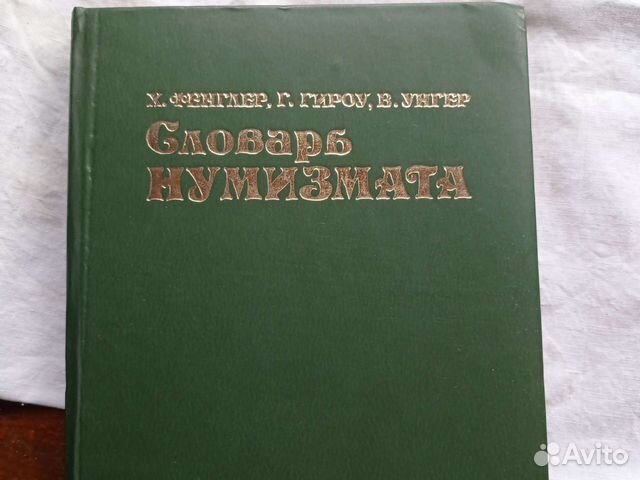 Х. ФЕНГЛЕР, Г. ГИРОУ, В. УНГЕР
Словарь
НУМИЗМАТА
Avito